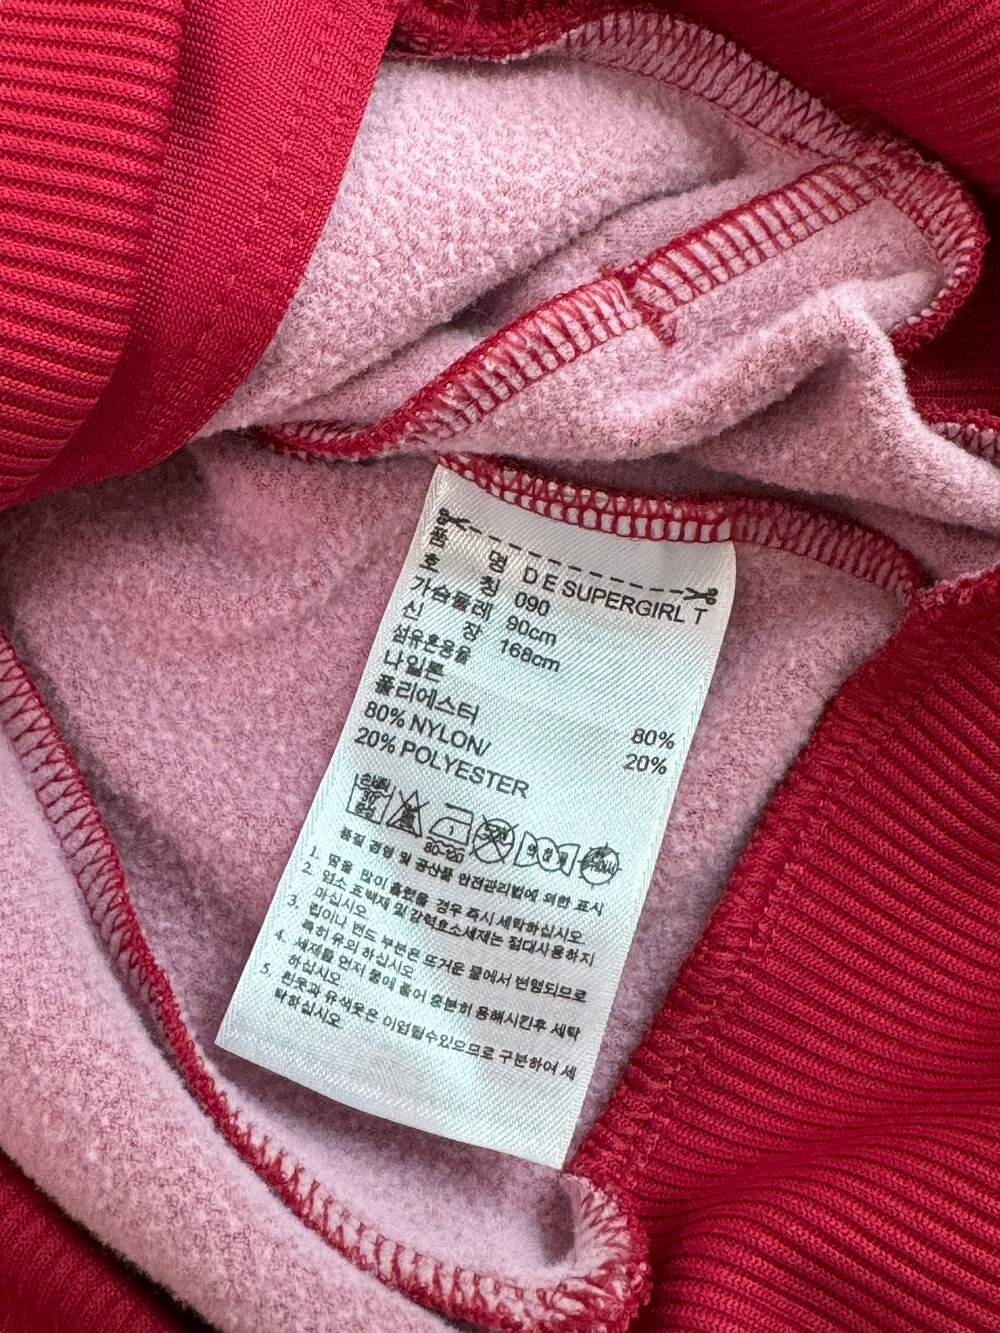 품 명 DE SUPERGIRL T
호 칭 090
가슴둘레 90cm
신 장 168cm
섬유혼용율
나일론 80%
폴리에스터 20%
80% NYLON/
20% POLYESTER
80-120
품질 경영 및 공산품 안전관리법에 의한 표시
1. 땀을 많이 흘렸을 경우 즉시 세탁하십시오
2. 염소 표백제 및 강력효소세제는 절대사용하지
마십시오
3. 립이나 밴드 부분은 뜨거운 물에서 변형되므로
특히 유의 하십시오
4. 세제를 먼저 물에 풀어 충분히 용해시킨후 세탁
하십시오
5. 흰옷과 유색옷은 이염될수있으므로 구분하여 세
탁하십시오